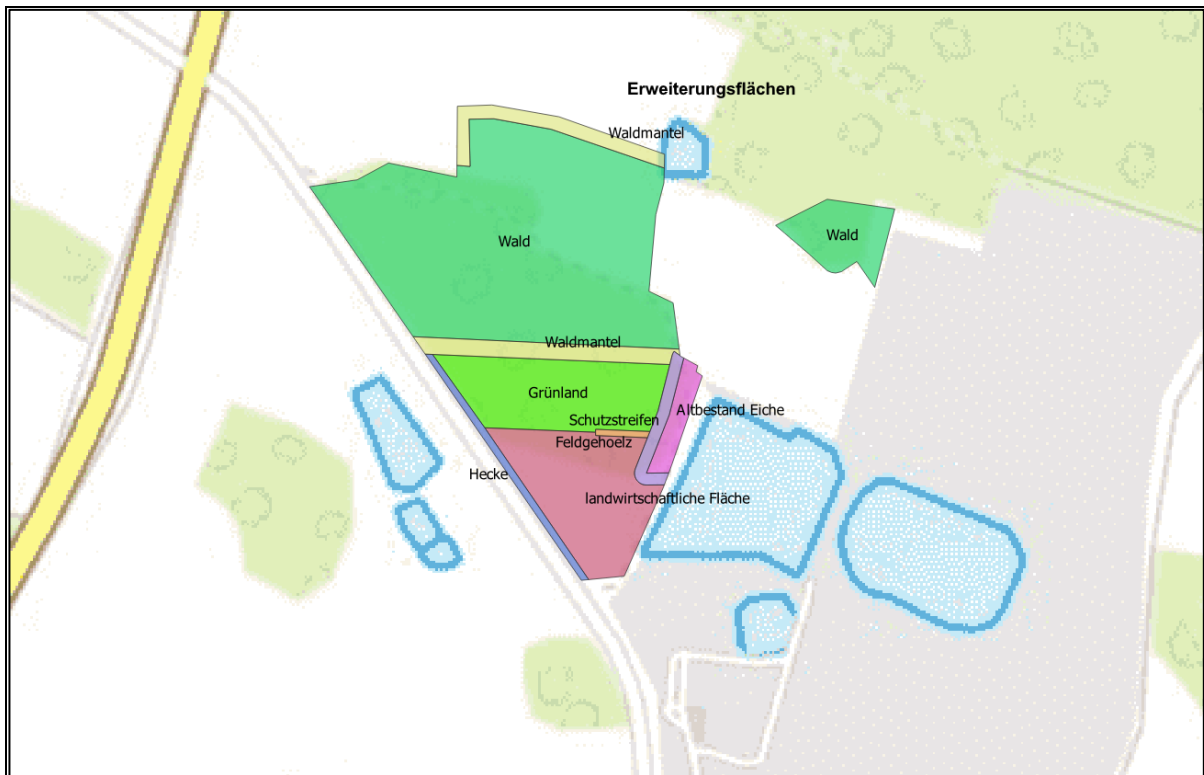 Erweiterungsflächen
Waldmantel
Wald
Wald
Waldmantel
Grünland
Altbestand Eiche
Schutzstreifen
Feldgehoelz
Hecke
landwirtschaftliche Fläche